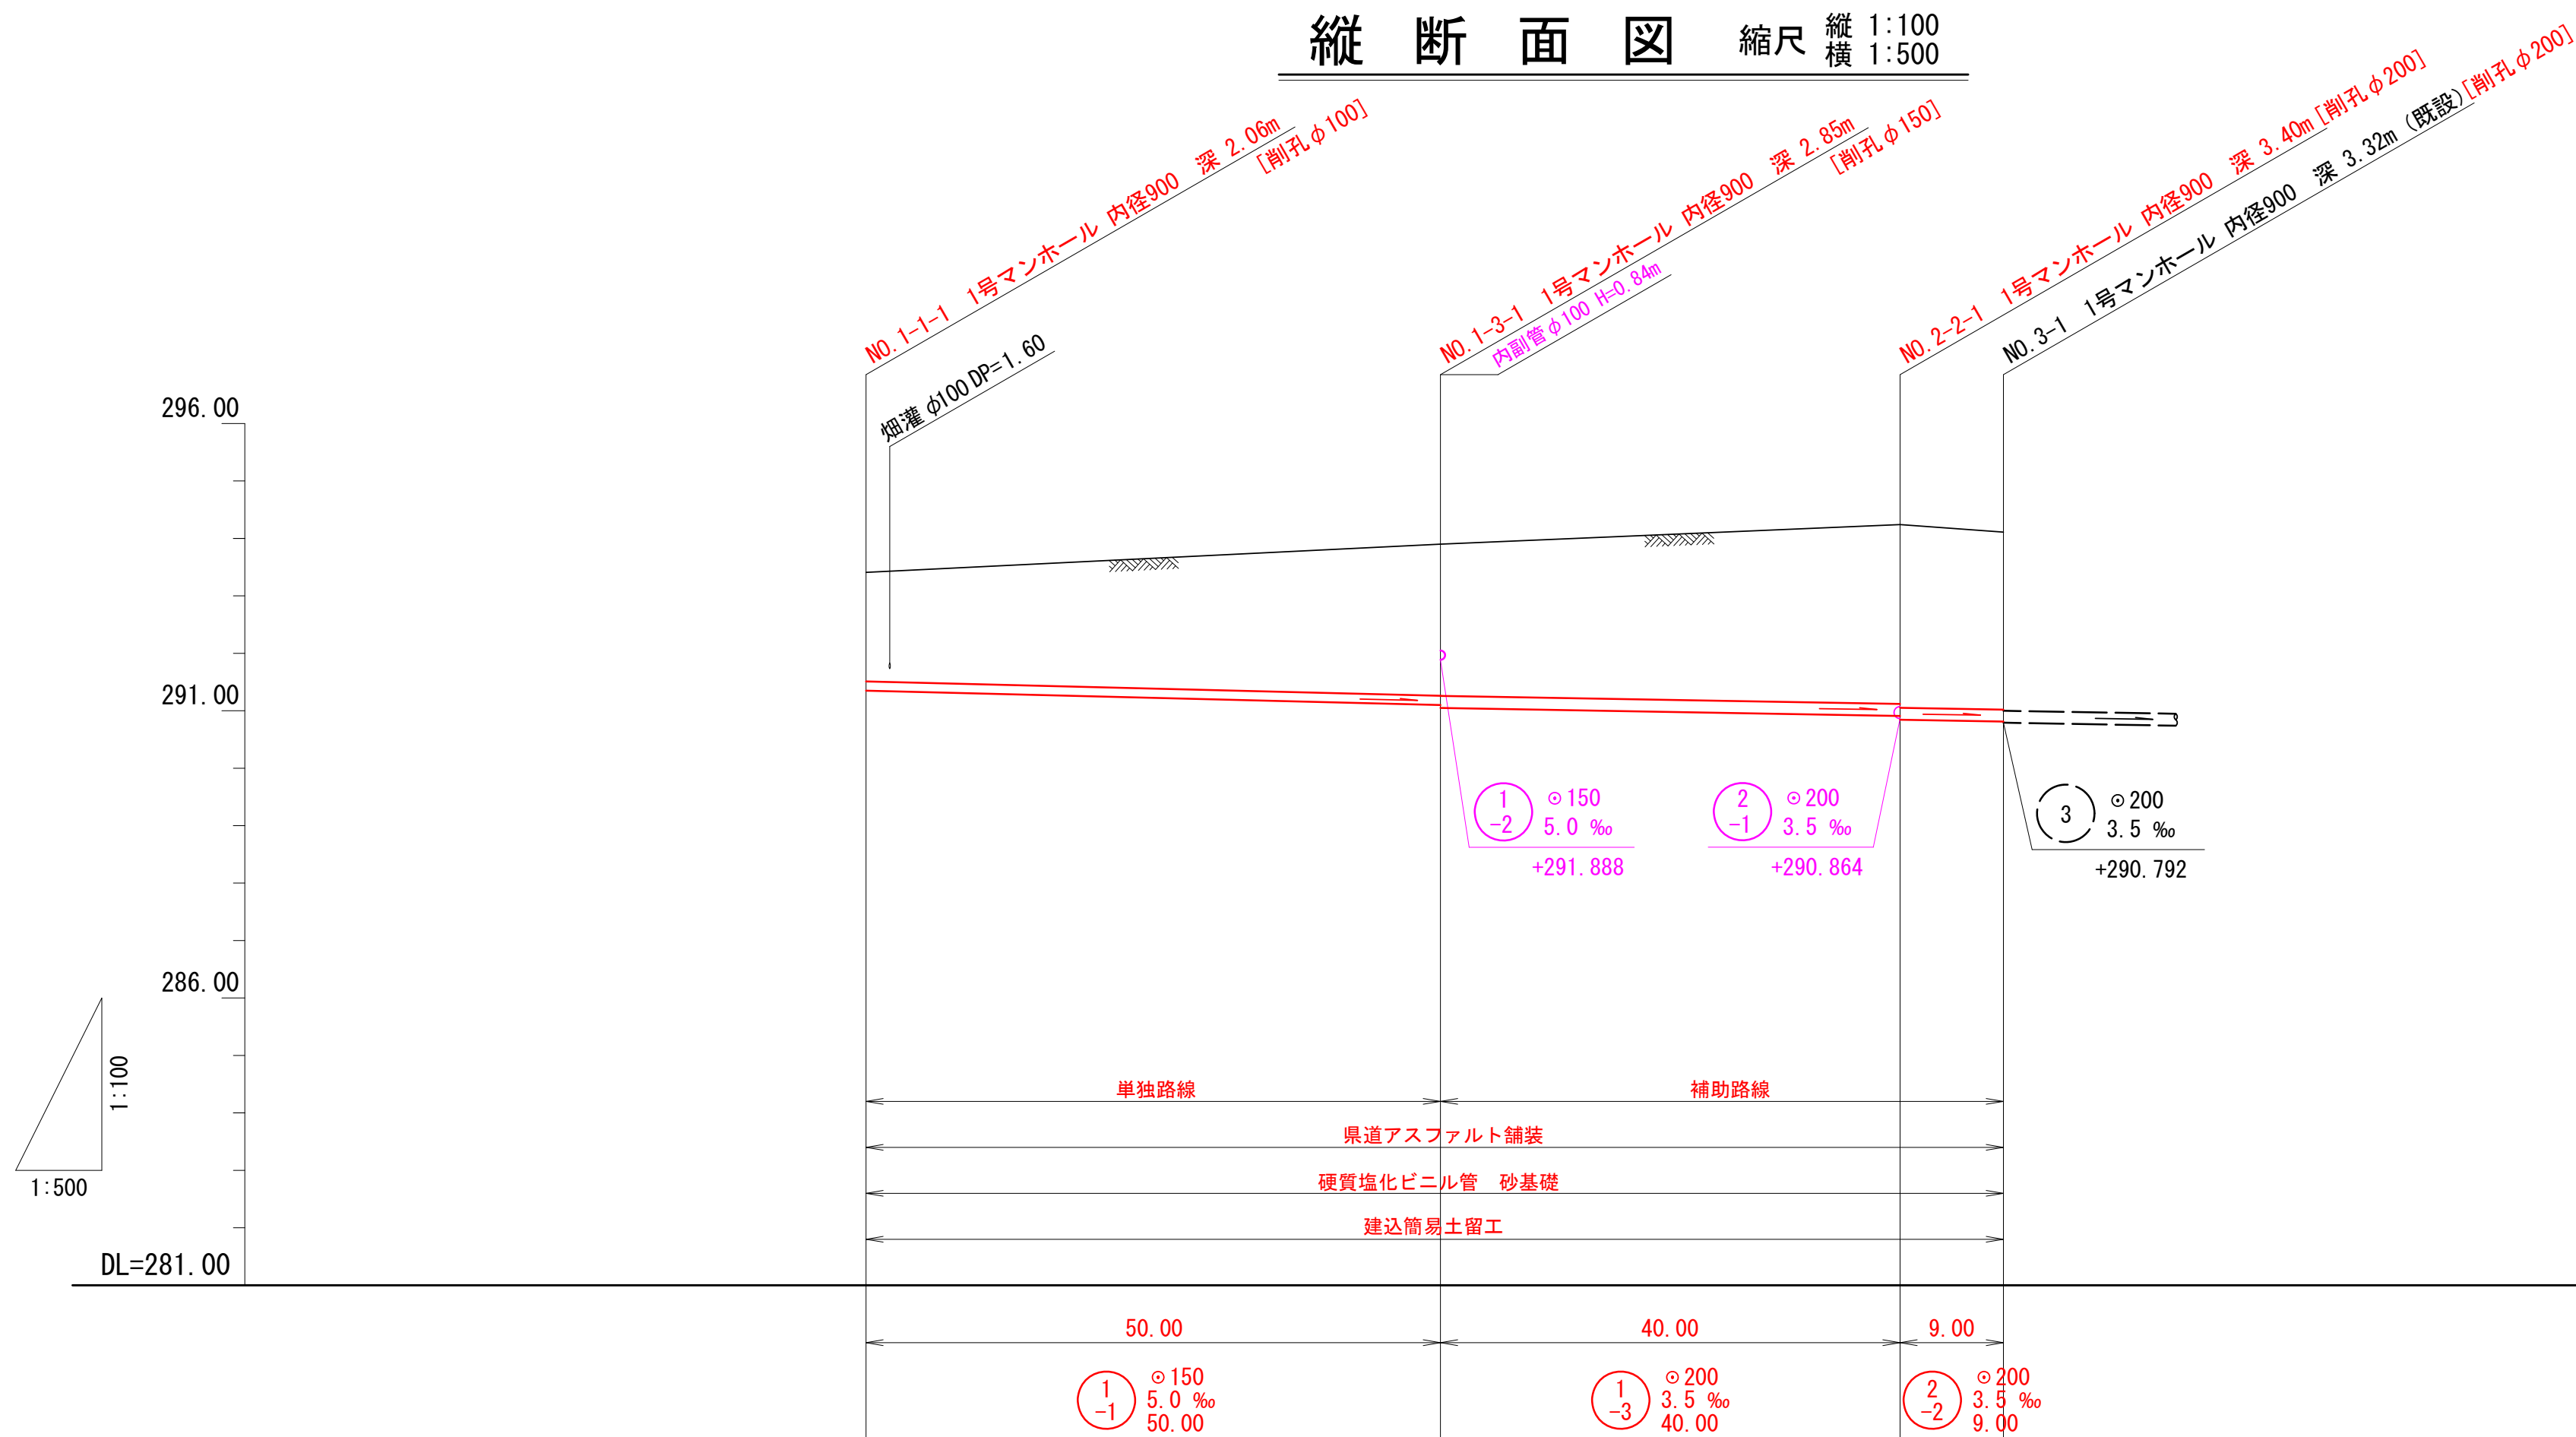 縦断面図 縮尺 縦 1:100
横 1:500
NO.1-1-1 1号マンホール 内径900 深 2.06m
[削孔φ100]
畑灌 φ100 DP=1.60
NO.1-3-1 1号マンホール 内径900 深 2.85m
[削孔φ150]
内副管φ100 H=0.84m
NO.2-2-1 1号マンホール 内径900 深 3.40m [削孔φ200]
NO.3-1 1号マンホール 内径900 深 3.32m (既設) [削孔φ200]
296.00
291.00
286.00
DL=281.00
1:100
1:500
1
-2
⊙150
5.0 ‰
+291.888
2
-1
⊙200
3.5 ‰
+290.864
3
⊙200
3.5 ‰
+290.792
単独路線
補助路線
県道アスファルト舗装
硬質塩化ビニル管 砂基礎
建込簡易土留工
50.00
40.00
9.00
1
-1
⊙150
5.0 ‰
50.00
1
-3
⊙200
3.5 ‰
40.00
2
-2
⊙200
3.5 ‰
9.00